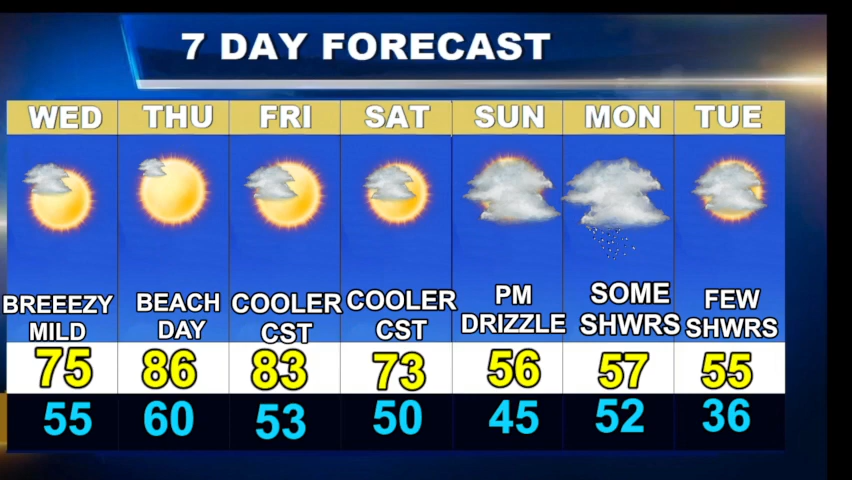 7 DAY FORECAST
WED THU FRI SAT SUN MON TUE
BREEEZY MILD
BEACH DAY
COOLER CST
COOLER CST
PM DRIZZLE
SOME SHWRS
FEW SHWRS
75 86 83 73 56 57 55
55 60 53 50 45 52 36